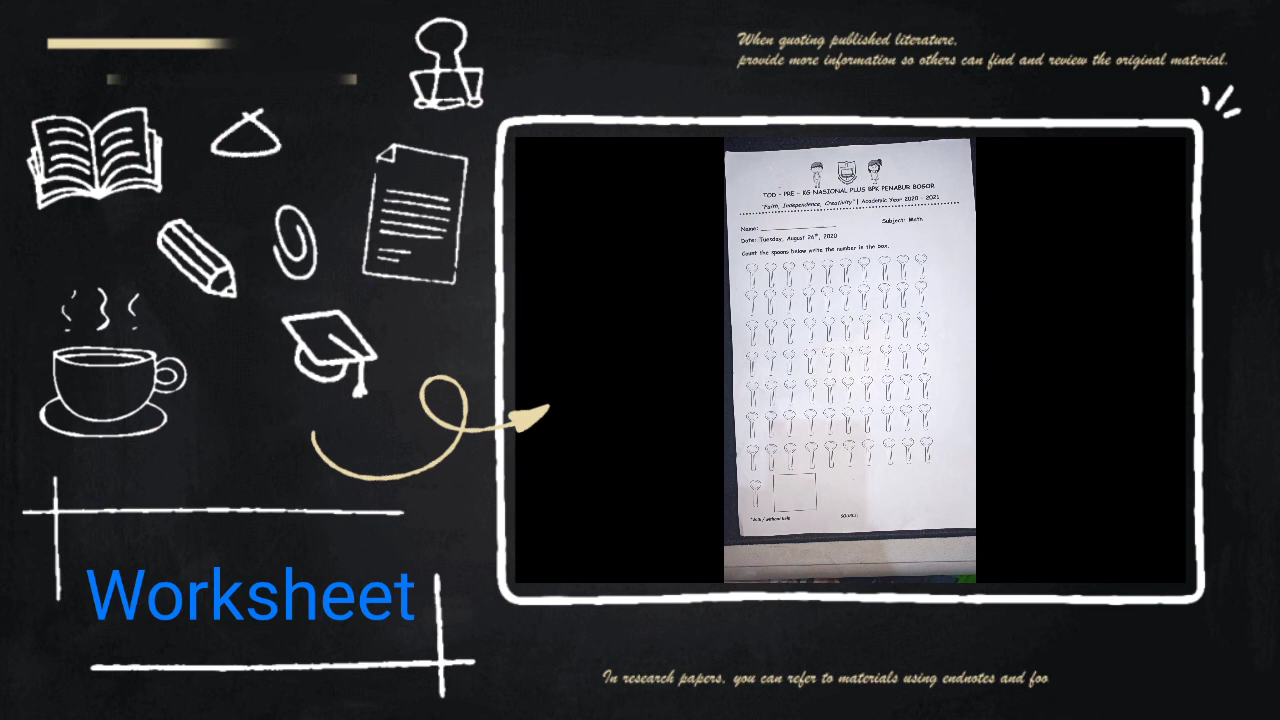 When quoting published literature,
provide more information so others can find and review the original material.
TOD - PRE - KG NASIONAL PLUS BPK PENABUR BOGOR
"Faith, Independence, Creativity" | Academic Year 2020 - 2021
Name:
Subject: Math
Date: Tuesday, August 26th, 2020
Count the spoons below write the number in the box.
Worksheet
In research papers, you can refer to materials using endnotes and foo